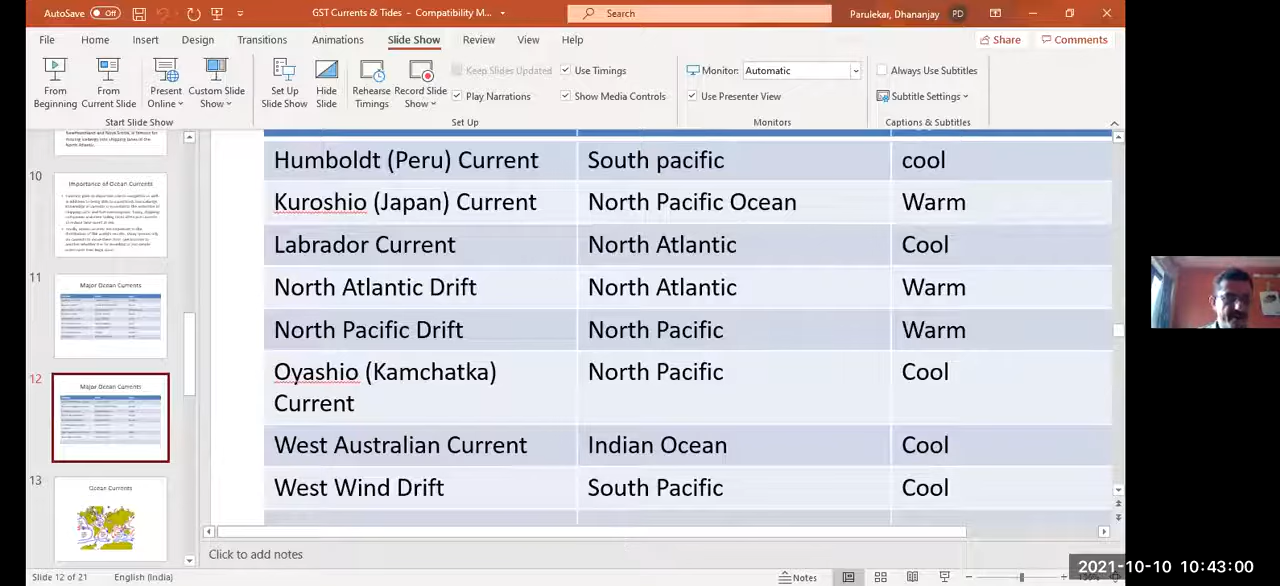 AutoSave Off GST Currents & Tides - Compatibility M... Search Parulekar, Dhananjay PD
File Home Insert Design Transitions Animations Slide Show Review View Help Share Comments
From Beginning
From Current Slide
Present Online
Custom Slide Show
Start Slide Show
Set Up Slide Show
Hide Slide
Rehearse Timings
Record Slide Show
Keep Slides Updated
Play Narrations
Use Timings
Show Media Controls
Set Up
Monitor: Automatic
Use Presenter View
Monitors
Always Use Subtitles
Subtitle Settings
Captions & Subtitles
10
Importance of Ocean Currents
11
Major Ocean Currents
12
Major Ocean Currents
13
Ocean Currents
Humboldt (Peru) Current South pacific cool
Kuroshio (Japan) Current North Pacific Ocean Warm
Labrador Current North Atlantic Cool
North Atlantic Drift North Atlantic Warm
North Pacific Drift North Pacific Warm
Oyashio (Kamchatka) North Pacific Cool
Current
West Australian Current Indian Ocean Cool
West Wind Drift South Pacific Cool
Click to add notes
Slide 12 of 21 English (India) Notes
2021-10-10 10:43:00